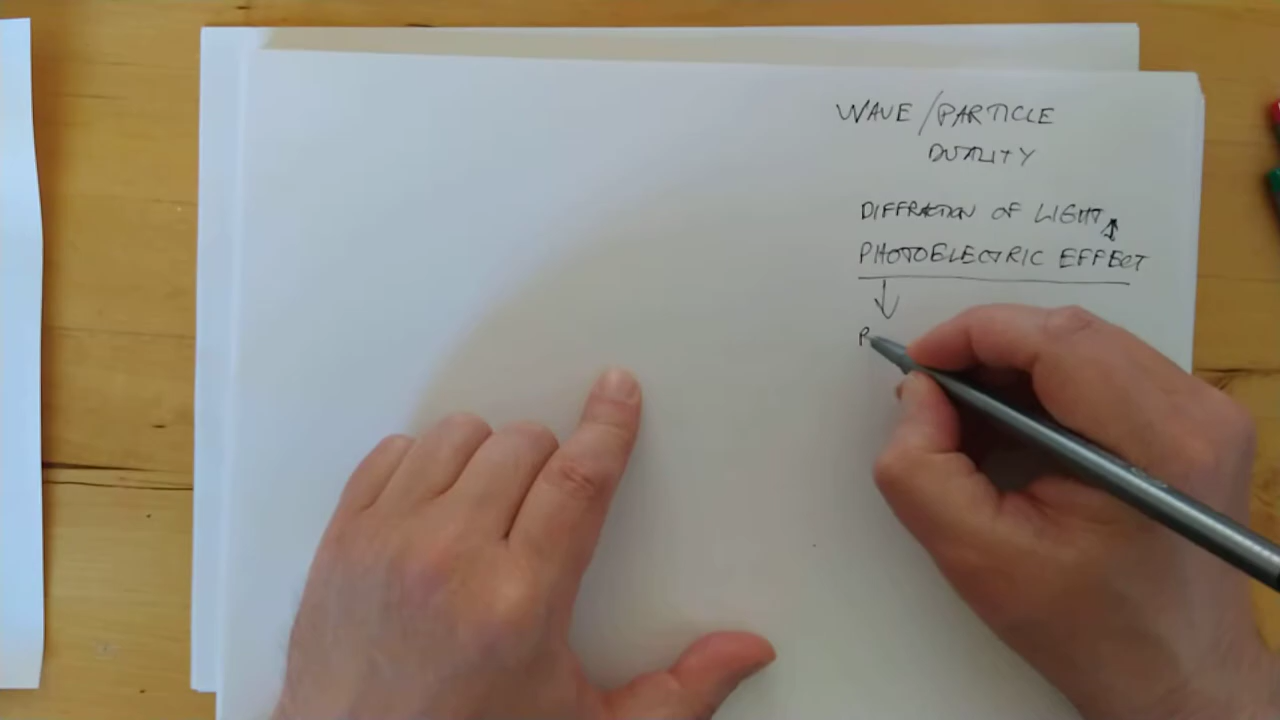 WAVE/PARTICLE
DUALITY
DIFFRACTION OF LIGHT
PHOTOELECTRIC EFFECT
P